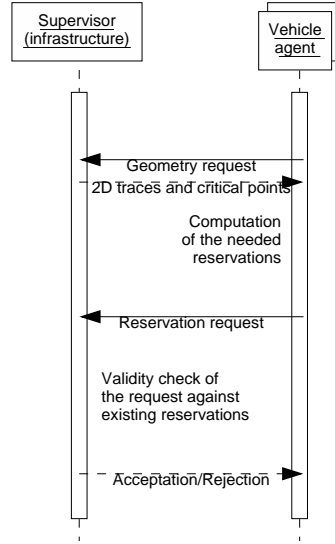 Supervisor
(infrastructure)
Vehicle
agent
Geometry request
2D traces and critical points
Computation
of the needed
reservations
Reservation request
Validity check of
the request against
existing reservations
Acceptation/Rejection